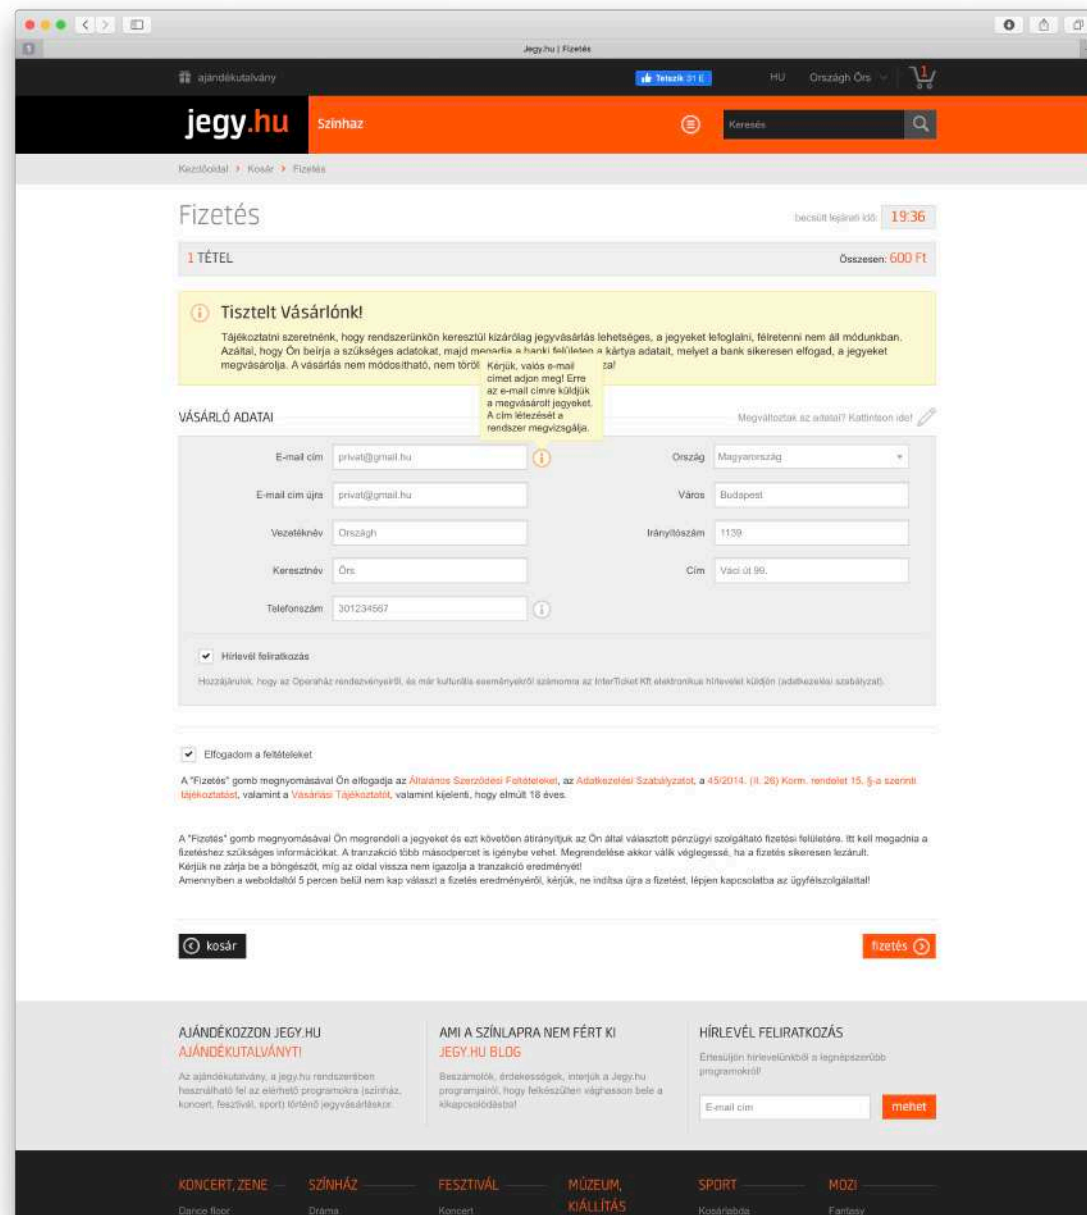 Jegy.hu | Fizetés
ajándékutalvány
Tetszik 31 E
HU
Országh Örs
1
jegy.hu
Színház
Keresés
Kezdőoldal > Kosár > Fizetés
Fizetés
becsült lejárati idő: 19:36
1 TÉTEL
Összesen: 600 Ft
Tisztelt Vásárlónk!
Tájékoztatni szeretnénk, hogy rendszerünkön keresztül kizárólag jegyvásárlás lehetséges, a jegyeket lefoglalni, félretenni nem áll módunkban.
Azáltal, hogy Ön beírja a szükséges adatokat, majd megadja a banki felületen a kártya adatait, melyet a bank sikeresen elfogad, a jegyeket
megvásárolja. A vásárlás nem módosítható, nem töröl
Kérjük, valós e-mail
címet adjon meg! Erre
az e-mail címre küldjük
a megvásárolt jegyeket.
A cím létezését a
rendszer megvizsgálja.
VÁSÁRLÓ ADATAI
Megváltoztak az adatai? Kattintson ide!
E-mail cím privat@gmail.hu
Ország Magyarország
E-mail cím újra privat@gmail.hu
Város Budapest
Vezetéknév Országh
Irányítószám 1139
Keresztnév Örs
Cím Váci út 99.
Telefonszám 301234567
Hírlevél feliratkozás
Hozzájárulok, hogy az Operaház rendezvényeiről, és már kulturális eseményekről számomra az InterTicket Kft elektronikus hírlevelet küldjön (adatkezelési szabályzat).
Elfogadom a feltételeket
A "Fizetés" gomb megnyomásával Ön elfogadja az Általános Szerződési Feltételeket, az Adatkezelési Szabályzatot, a 45/2014. (II. 26) Korm. rendelet 15. §-a szerinti
tájékoztatást, valamint a Vásárlási Tájékoztatót, valamint kijelenti, hogy elmúlt 18 éves.
A "Fizetés" gomb megnyomásával Ön megrendeli a jegyeket és ezt követően átirányítjuk az Ön által választott pénzügyi szolgáltató fizetési felületére. Itt kell megadnia a
fizetéshez szükséges információkat. A tranzakció több másodpercet is igénybe vehet. Megrendelése akkor válik véglegessé, ha a fizetés sikeresen lezárult.
Kérjük ne zárja be a böngészőt, míg az oldal vissza nem igazolja a tranzakció eredményét!
Amennyiben a weboldaltól 5 percen belül nem kap választ a fizetés eredményéről, kérjük, ne indítsa újra a fizetést, lépjen kapcsolatba az ügyfélszolgálattal!
kosár
fizetés
AJÁNDÉKOZZON JEGY.HU
AJÁNDÉKUTALVÁNYT!
Az ajándékutalvány, a jegy.hu rendszerében
használható fel az elérhető programokra (színház,
koncert, fesztivál, sport) történő jegyvásárláskor.
AMI A SZÍNLAPRA NEM FÉRT KI
JEGY.HU BLOG
Beszámolók, érdekességek, interjúk a Jegy.hu
programjairól, hogy felkészülten vághasson bele a
kikapcsolódásba!
HÍRLEVÉL FELIRATKOZÁS
Értesüljön hírlevelünkből a legnépszerűbb
programokról!
E-mail cím
mehet
KONCERT, ZENE
Dance floor
SZÍNHÁZ
Dráma
FESZTIVÁL
Koncert
MÚZEUM,
KIÁLLÍTÁS
SPORT
Kosárlabda
MOZI
Fantasy